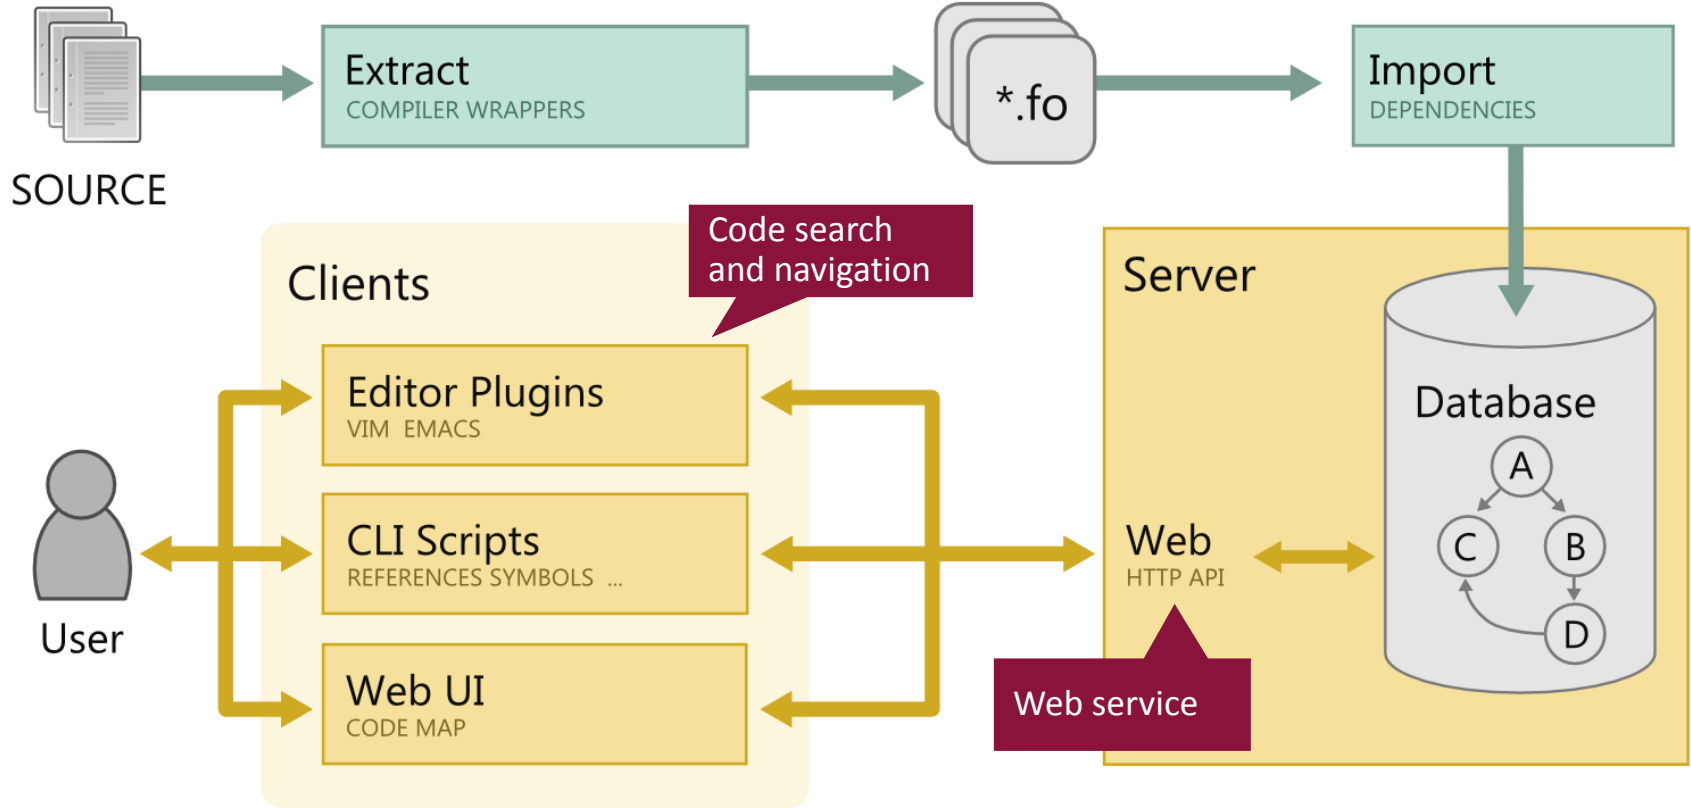 Extract
COMPILER WRAPPERS
*.fo
Import
DEPENDENCIES
SOURCE
Code search
and navigation
Clients
Server
Editor Plugins
VIM EMACS
Database
A
C
B
D
CLI Scripts
REFERENCES SYMBOLS ...
Web
HTTP API
User
Web UI
CODE MAP
Web service